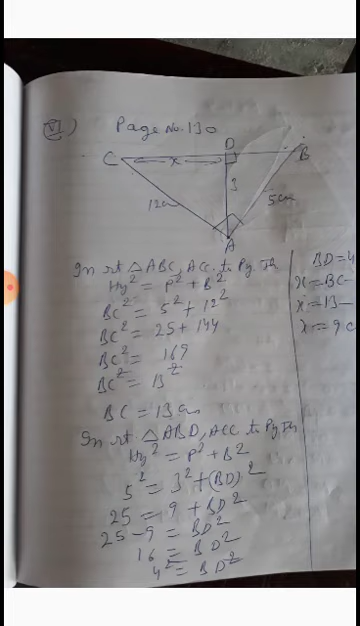 VI) Page No. 130
D
C x B
3
12cm 5cm
A
In rt △ABC, ACC. to Py. Th
Hy² = P² + B²
BC² = 5² + 12²
BC² = 25 + 144
BC² = 169
BC² = 13²
BC = 13 cm
In rt △ABD, ACC to Py Th
Hy² = P² + B²
5² = 3² + (BD)²
25 = 9 + BD²
25 - 9 = BD²
16 = BD²
4² = BD²
BD = 4
x = BC -
x = 13 -
x = 9 c